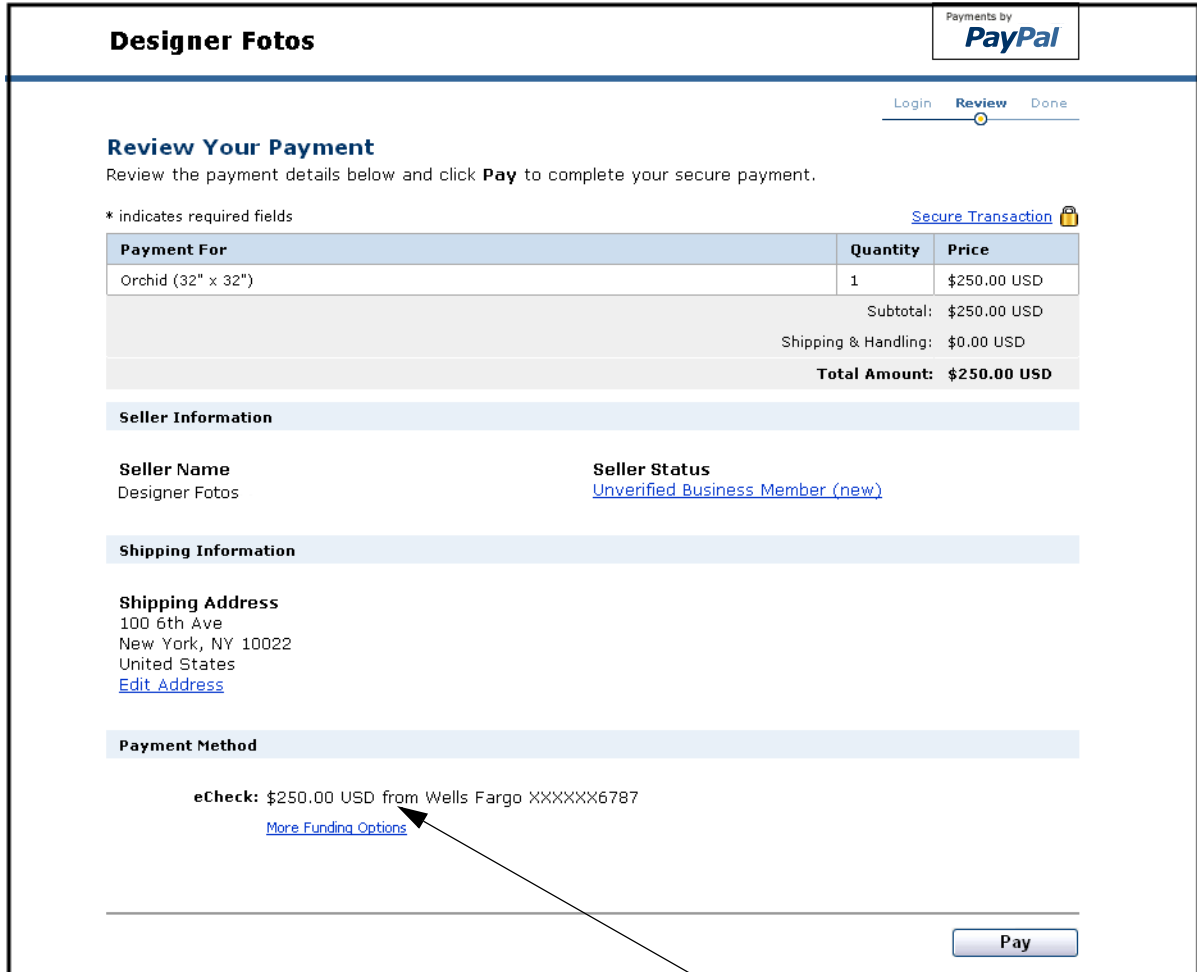 Designer Fotos
Payments by
PayPal
Login Review Done
Review Your Payment
Review the payment details below and click Pay to complete your secure payment.
* indicates required fields
Secure Transaction
Payment For Quantity Price
Orchid (32" x 32") 1 $250.00 USD
Subtotal: $250.00 USD
Shipping & Handling: $0.00 USD
Total Amount: $250.00 USD
Seller Information
Seller Name Seller Status
Designer Fotos Unverified Business Member (new)
Shipping Information
Shipping Address
100 6th Ave
New York, NY 10022
United States
Edit Address
Payment Method
eCheck: $250.00 USD from Wells Fargo XXXXXX6787
More Funding Options
Pay